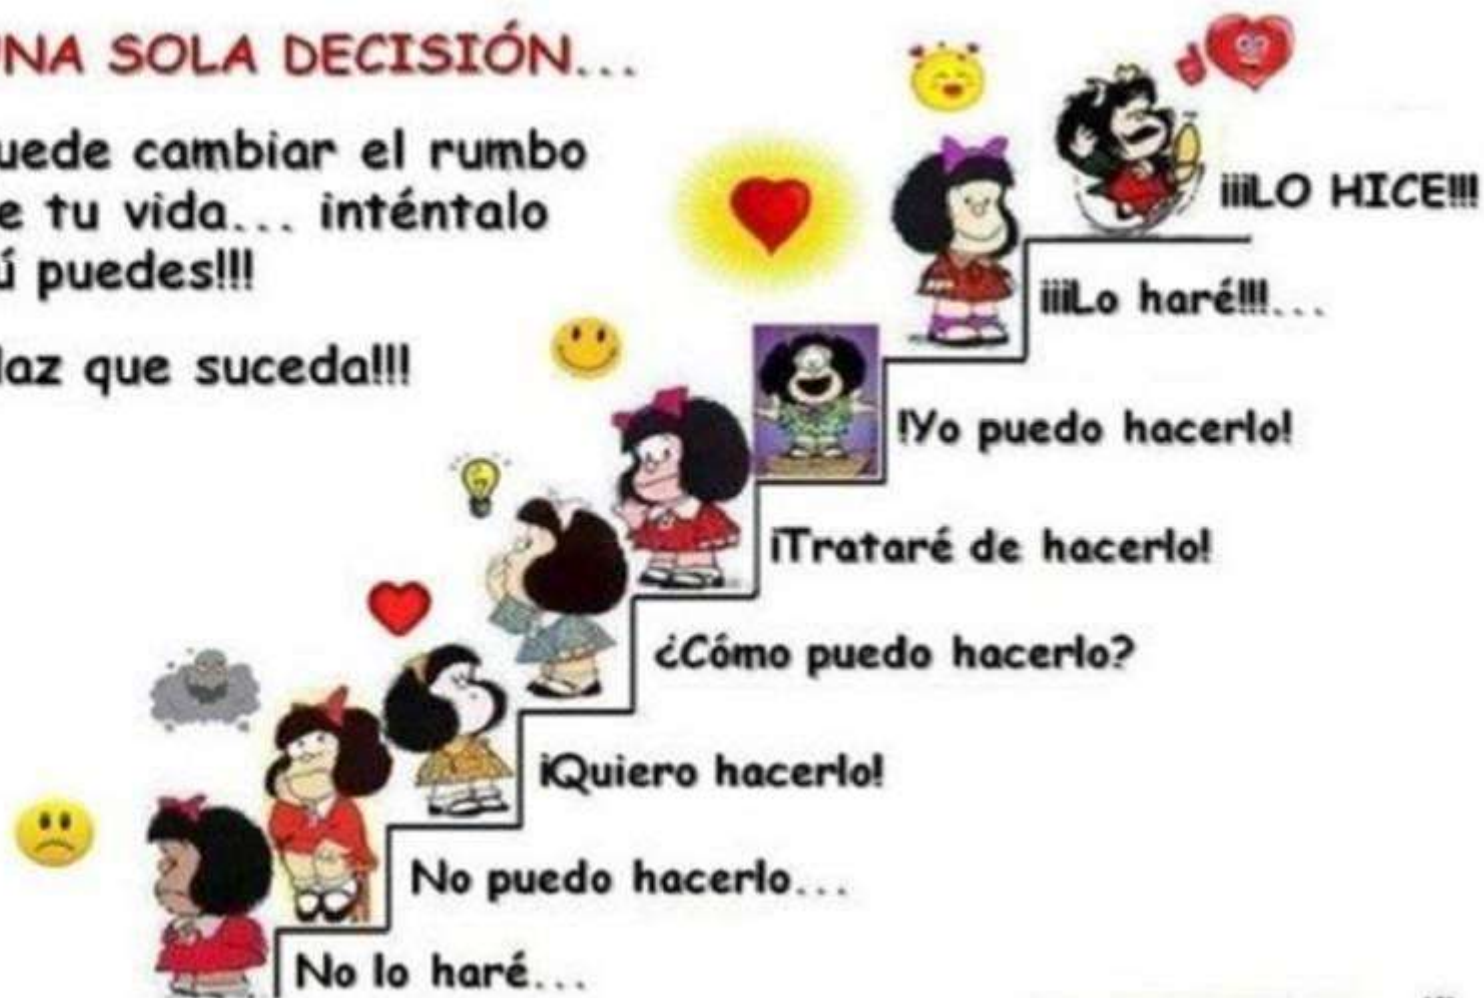 NA SOLA DECISIÓN...
uede cambiar el rumbo
e tu vida... inténtalo
ú puedes!!!
az que suceda!!!
¡¡¡LO HICE!!!
¡¡¡Lo haré!!!...
!Yo puedo hacerlo!
¡Trataré de hacerlo!
¿Cómo puedo hacerlo?
¡Quiero hacerlo!
No puedo hacerlo...
No lo haré...